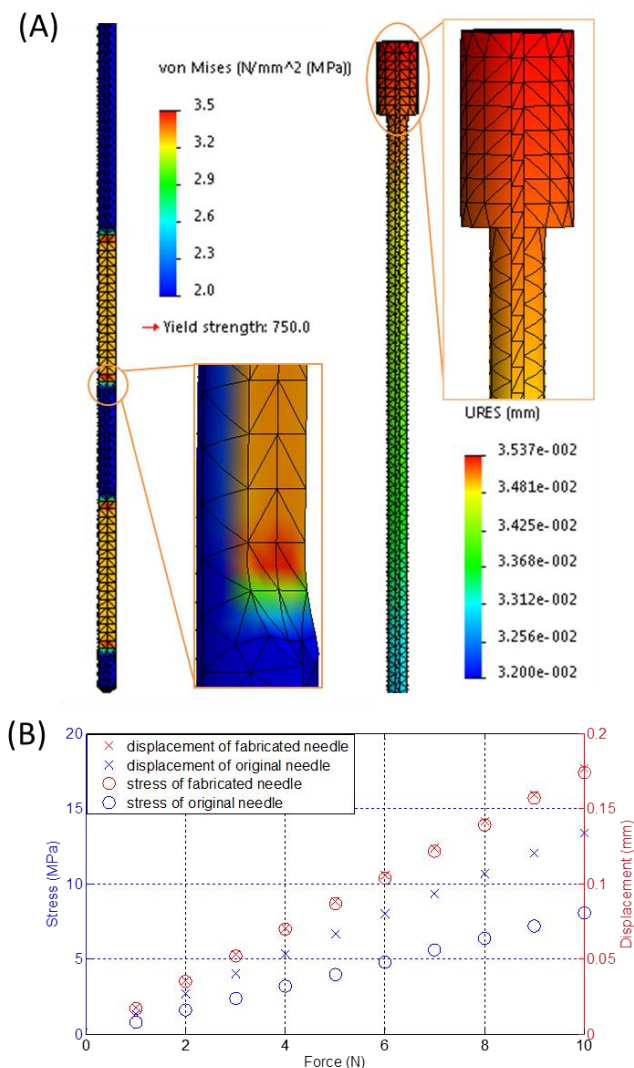 (A)
von Mises (N/mm^2 (MPa))
3.5
3.2
2.9
2.6
2.3
2.0
Yield strength: 750.0
URES (mm)
3.537e-002
3.481e-002
3.425e-002
3.312e-002
3.256e-002
3.200e-002
(B)
displacement of fabricated needle
displacement of original needle
stress of fabricated needle
stress of original needle
Stress (MPa)
20
15
10
5
0
Displacement (mm)
0.2
0.15
0.1
0.05
0
0 2 4 6 8 10
Force (N)